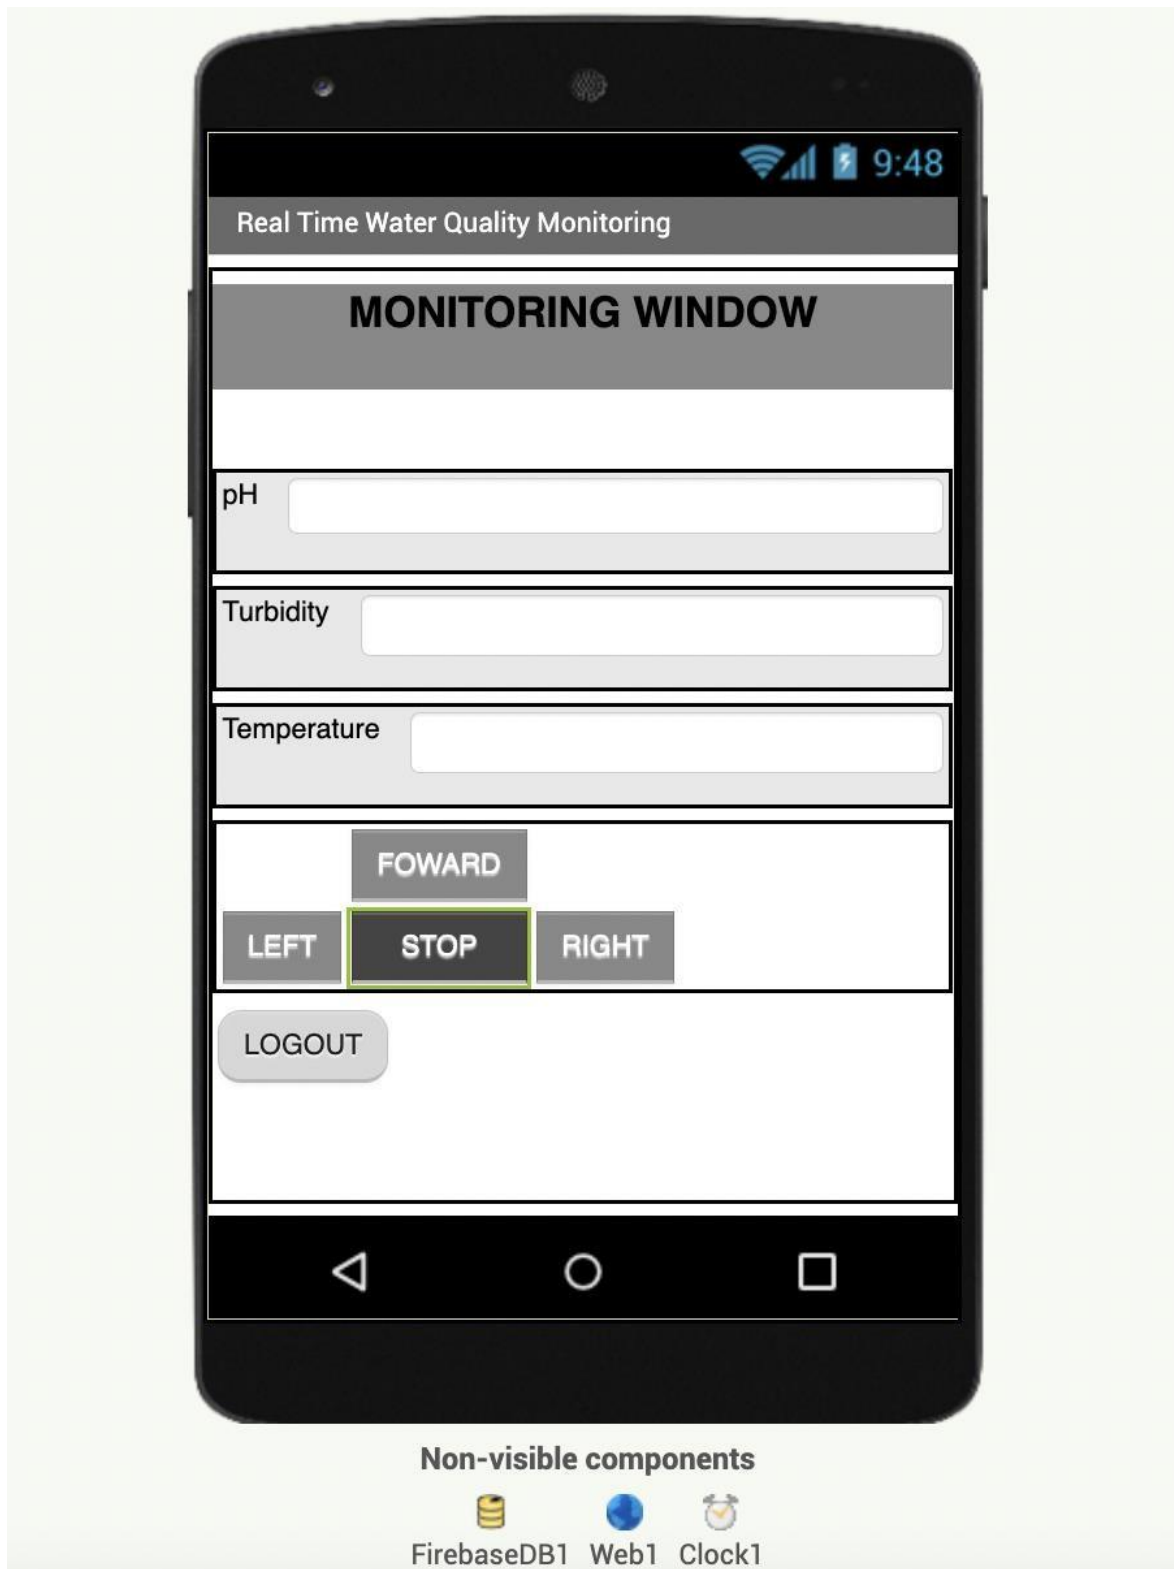 9:48
Real Time Water Quality Monitoring
MONITORING WINDOW
pH
Turbidity
Temperature
FOWARD
LEFT STOP RIGHT
LOGOUT
Non-visible components
FirebaseDB1 Web1 Clock1